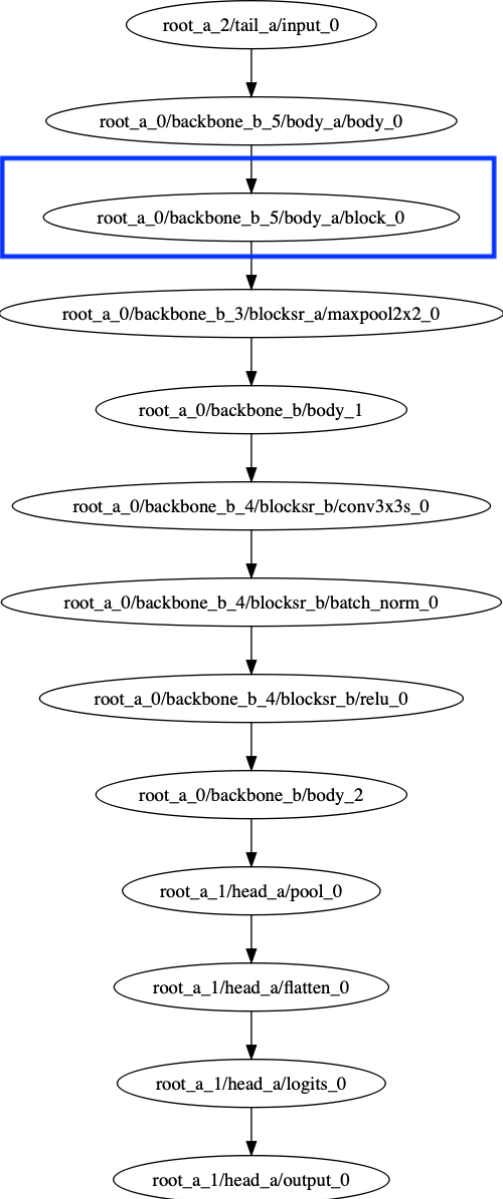 root_a_2/tail_a/input_0
root_a_0/backbone_b_5/body_a/body_0
root_a_0/backbone_b_5/body_a/block_0
root_a_0/backbone_b_3/blocksr_a/maxpool2x2_0
root_a_0/backbone_b/body_1
root_a_0/backbone_b_4/blocksr_b/conv3x3s_0
root_a_0/backbone_b_4/blocksr_b/batch_norm_0
root_a_0/backbone_b_4/blocksr_b/relu_0
root_a_0/backbone_b/body_2
root_a_1/head_a/pool_0
root_a_1/head_a/flatten_0
root_a_1/head_a/logits_0
root_a_1/head_a/output_0